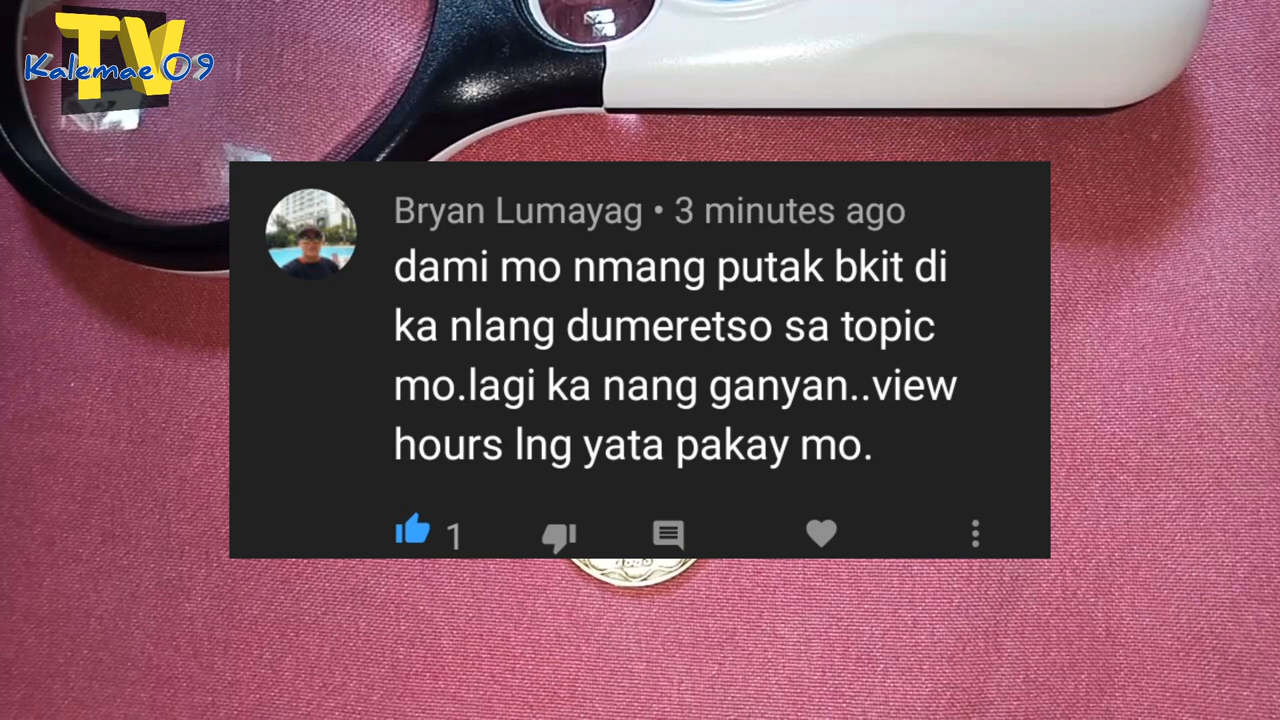 TV
Kalemae 09
Bryan Lumayag • 3 minutes ago
dami mo nmang putak bkit di
ka nlang dumeretso sa topic
mo.lagi ka nang ganyan..view
hours lng yata pakay mo.
1